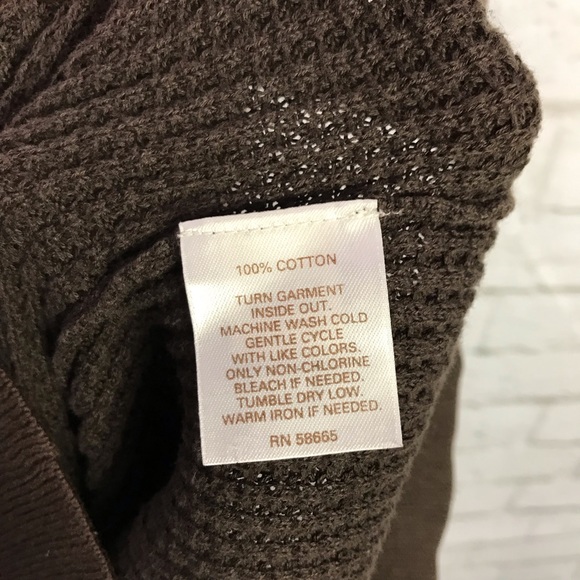 100% COTTON
TURN GARMENT
INSIDE OUT.
MACHINE WASH COLD
GENTLE CYCLE
WITH LIKE COLORS.
ONLY NON-CHLORINE
BLEACH IF NEEDED.
TUMBLE DRY LOW.
WARM IRON IF NEEDED.
RN 58665